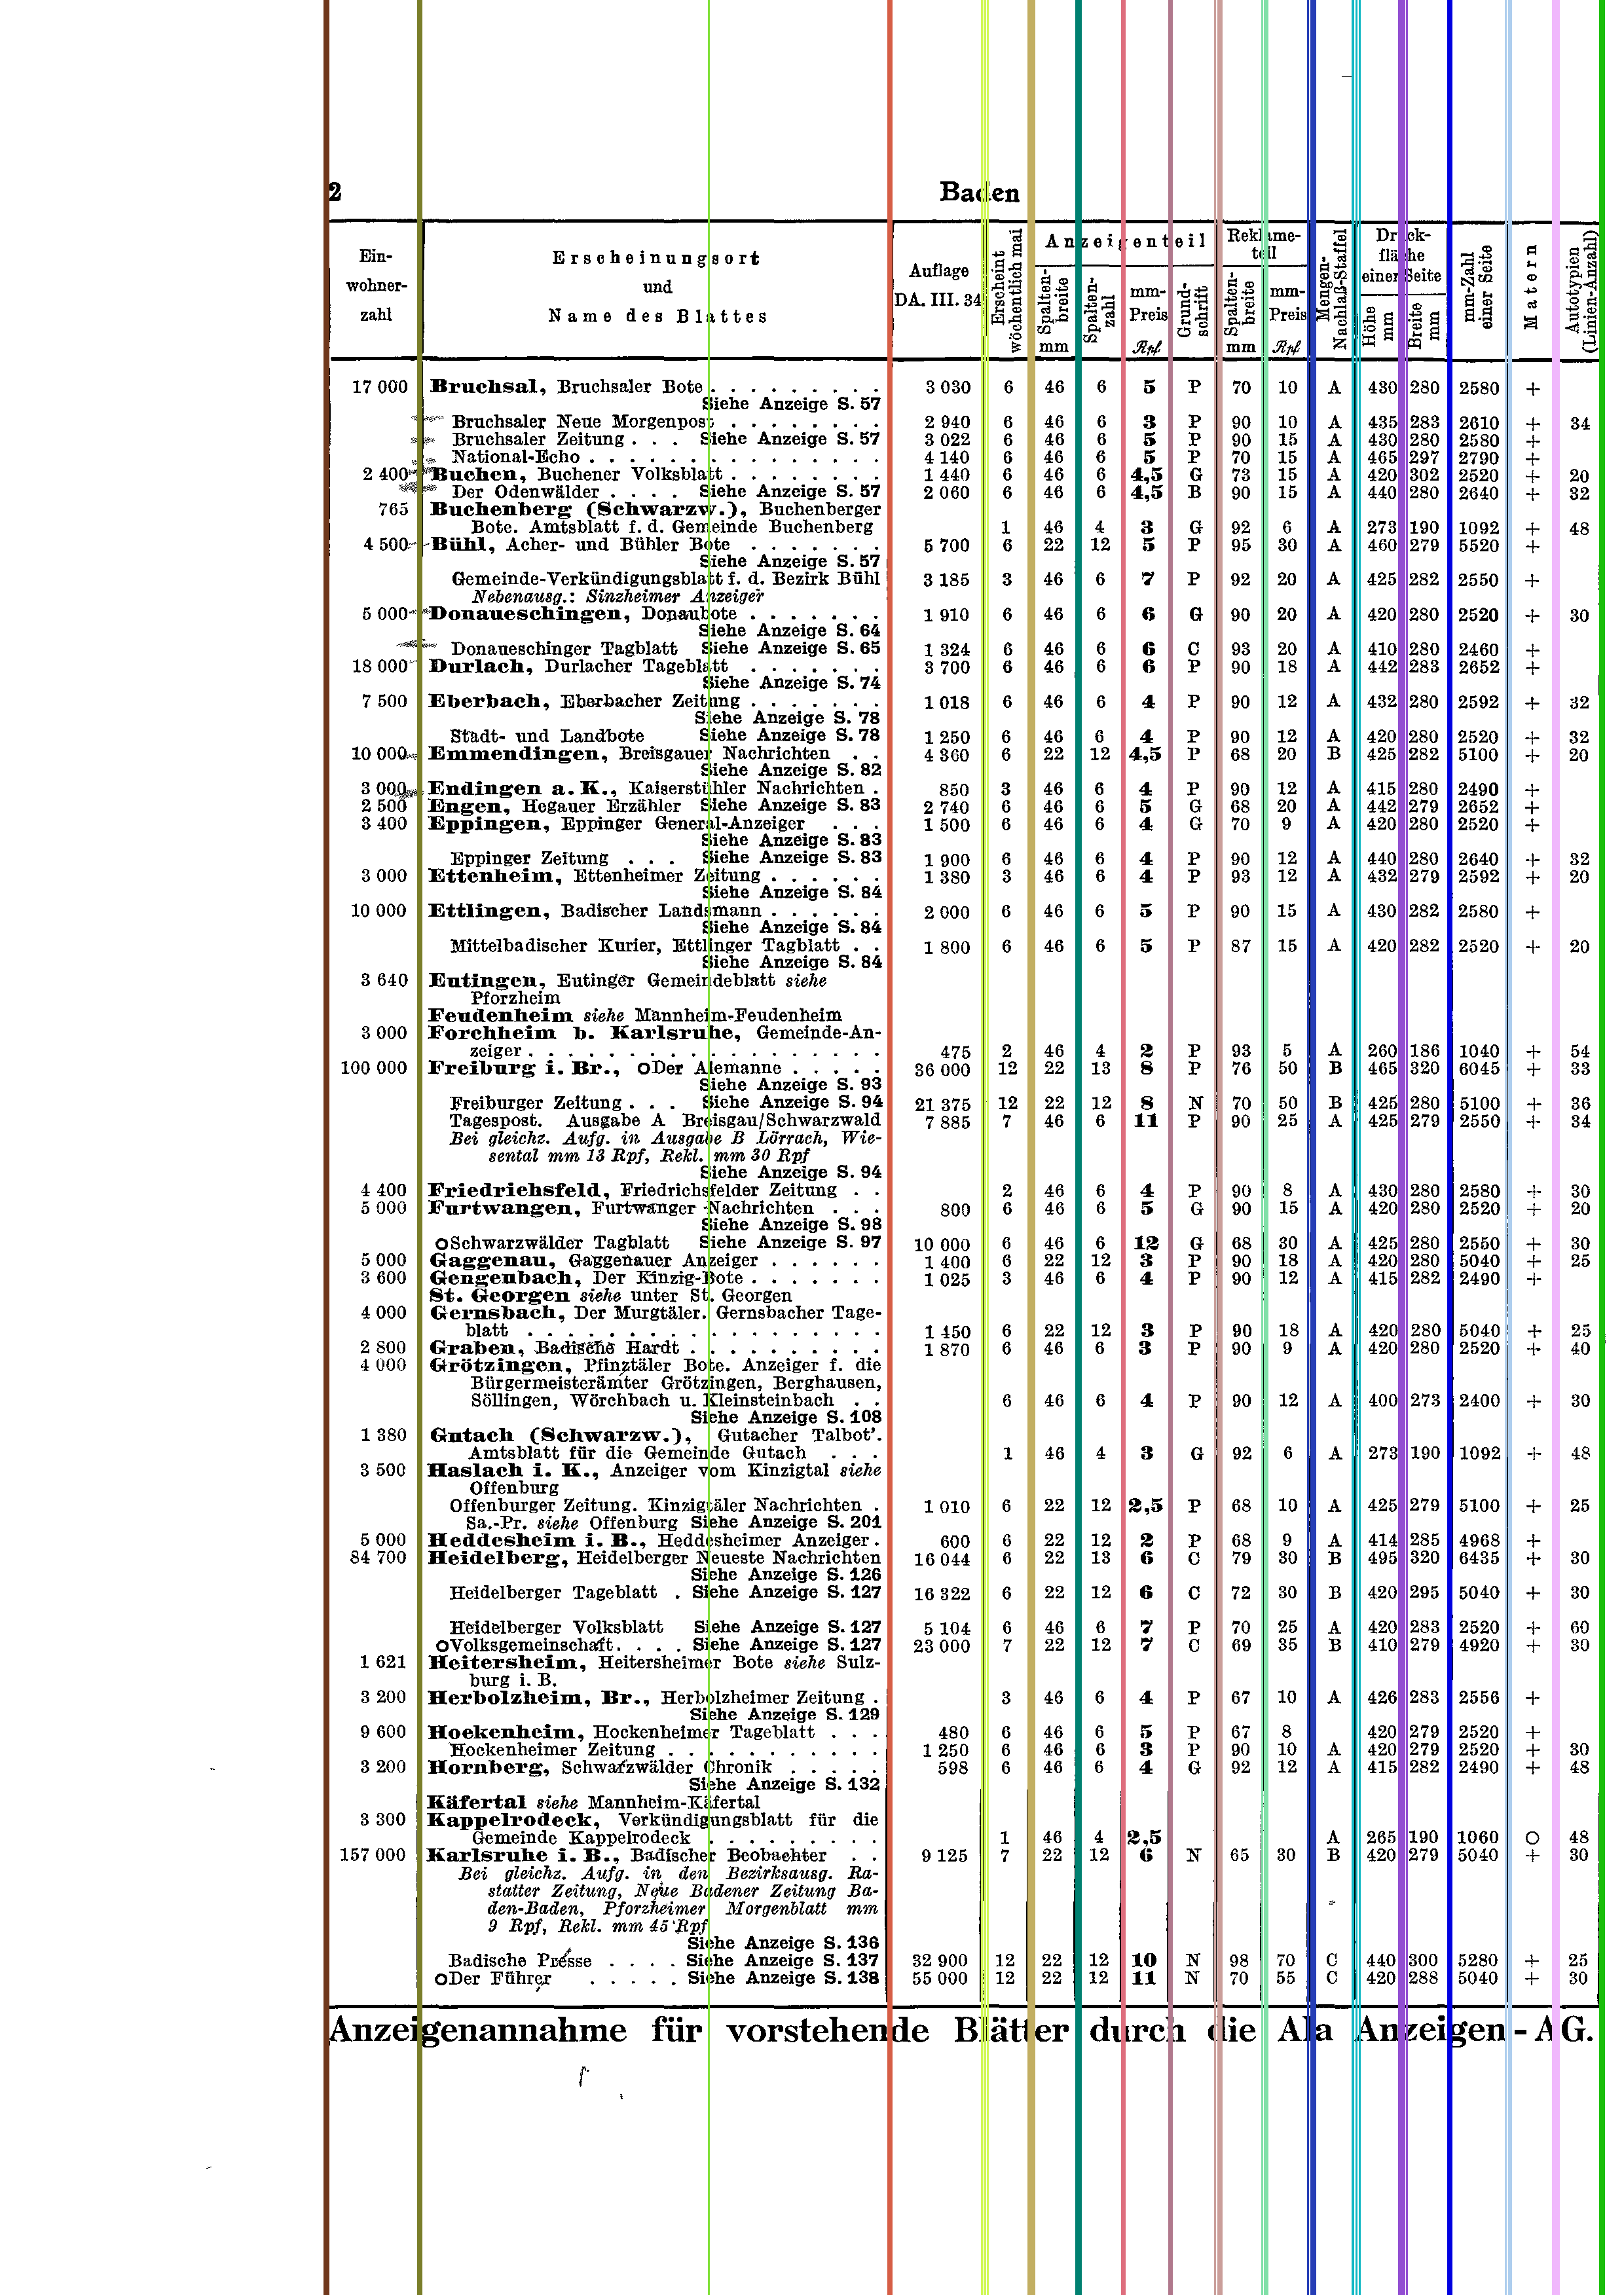 2
Baden
Ein-
wohner-
zahl
Erscheinungsort
und
Name des Blattes
Auflage
DA. III. 34
Erscheint
wöchentlich mal
Anzeigenteil
Spalten-
breite
mm
Spalten-
zahl
mm-
Preis
Rpf
Grund-
schrift
Reklame-
teil
Spalten-
breite
mm
mm-
Preis
Rpf
Mengen-
Nachlaß-Staffel
Druck-
fläche
einer Seite
Höhe
mm
Breite
mm
mm-Zahl
einer Seite
Matern
Autotypien
(Linien-Anzahl)
17 000 Bruchsal, Bruchsaler Bote . . . . . . . . . 3 030 6 46 6 5 P 70 10 A 430 280 2580 +
Siehe Anzeige S. 57
Bruchsaler Neue Morgenpost . . . . . . . . 2 940 6 46 6 3 P 90 10 A 435 283 2610 + 34
Bruchsaler Zeitung . . . Siehe Anzeige S. 57 3 022 6 46 6 5 P 90 15 A 430 280 2580 +
National-Echo . . . . . . . . . . . . . . . 4 140 6 46 6 5 P 70 15 A 465 297 2790 +
2 400 Buchen, Buchener Volksblatt . . . . . . . . 1 440 6 46 6 4,5 G 73 15 A 420 302 2520 + 20
Der Odenwälder . . . . Siehe Anzeige S. 57 2 060 6 46 6 4,5 B 90 15 A 440 280 2640 + 32
765 Buchenberg (Schwarzw.), Buchenberger
Bote. Amtsblatt f. d. Gemeinde Buchenberg 1 46 4 3 G 92 6 A 273 190 1092 + 48
4 500 Bühl, Acher- und Bühler Bote . . . . . . . 5 700 6 22 12 5 P 95 30 A 460 279 5520 +
Siehe Anzeige S. 57
Gemeinde-Verkündigungsblatt f. d. Bezirk Bühl 3 185 3 46 6 7 P 92 20 A 425 282 2550 +
Nebenausg.: Sinzheimer Anzeiger
5 000 Donaueschingen, Donaubote . . . . . . . 1 910 6 46 6 6 G 90 20 A 420 280 2520 + 30
Siehe Anzeige S. 64
Donaueschinger Tagblatt Siehe Anzeige S. 65 1 324 6 46 6 6 C 93 20 A 410 280 2460 +
18 000 Durlach, Durlacher Tageblatt . . . . . . . 3 700 6 46 6 6 P 90 18 A 442 283 2652 +
Siehe Anzeige S. 74
7 500 Eberbach, Eberbacher Zeitung . . . . . . . 1 018 6 46 6 4 P 90 12 A 432 280 2592 + 32
Siehe Anzeige S. 78
Stadt- und Landbote Siehe Anzeige S. 78 1 250 6 46 6 4 P 90 12 A 420 280 2520 + 32
10 000 Emmendingen, Breisgauer Nachrichten . . 4 360 6 22 12 4,5 P 68 20 B 425 282 5100 + 20
Siehe Anzeige S. 82
3 000 Endingen a. K., Kaiserstühler Nachrichten . 850 3 46 6 4 P 90 12 A 415 280 2490 +
2 500 Engen, Hegauer Erzähler Siehe Anzeige S. 83 2 740 6 46 6 5 G 68 20 A 442 279 2652 +
3 400 Eppingen, Eppinger General-Anzeiger . . . 1 500 6 46 6 4 G 70 9 A 420 280 2520 +
Siehe Anzeige S. 83
Eppinger Zeitung . . . Siehe Anzeige S. 83 1 900 6 46 6 4 P 90 12 A 440 280 2640 + 32
3 000 Ettenheim, Ettenheimer Zeitung . . . . . . 1 380 3 46 6 4 P 93 12 A 432 279 2592 + 20
Siehe Anzeige S. 84
10 000 Ettlingen, Badischer Landsmann . . . . . . 2 000 6 46 6 5 P 90 15 A 430 282 2580 +
Siehe Anzeige S. 84
Mittelbadischer Kurier, Ettlinger Tagblatt . . 1 800 6 46 6 5 P 87 15 A 420 282 2520 + 20
Siehe Anzeige S. 84
3 640 Eutingen, Eutinger Gemeindeblatt siehe
Pforzheim
Feudenheim siehe Mannheim-Feudenheim
3 000 Forchheim b. Karlsruhe, Gemeinde-An-
zeiger . . . . . . . . . . . . . . . . . 475 2 46 4 2 P 93 5 A 260 186 1040 + 54
100 000 Freiburg i. Br., ○Der Alemanne . . . . . 36 000 12 22 13 8 P 76 50 B 465 320 6045 + 33
Siehe Anzeige S. 93
Freiburger Zeitung . . . Siehe Anzeige S. 94 21 375 12 22 12 8 N 70 50 B 425 280 5100 + 36
Tagespost. Ausgabe A Breisgau/Schwarzwald 7 885 7 46 6 11 P 90 25 A 425 279 2550 + 34
Bei gleichz. Aufg. in Ausgabe B Lörrach, Wie-
sental mm 13 Rpf, Rekl. mm 30 Rpf
Siehe Anzeige S. 94
4 400 Friedrichsfeld, Friedrichsfelder Zeitung . . 2 46 6 4 P 90 8 A 430 280 2580 + 30
5 000 Furtwangen, Furtwanger Nachrichten . . . 800 6 46 6 5 G 90 15 A 420 280 2520 + 20
Siehe Anzeige S. 98
○Schwarzwälder Tagblatt Siehe Anzeige S. 97 10 000 6 46 6 12 G 68 30 A 425 280 2550 + 30
5 000 Gaggenau, Gaggenauer Anzeiger . . . . . . 1 400 6 22 12 3 P 90 18 A 420 280 5040 + 25
3 600 Gengenbach, Der Kinzig-Bote . . . . . . . 1 025 3 46 6 4 P 90 12 A 415 282 2490 +
St. Georgen siehe unter St. Georgen
4 000 Gernsbach, Der Murgtäler. Gernsbacher Tage-
blatt . . . . . . . . . . . . . . . . . 1 450 6 22 12 3 P 90 18 A 420 280 5040 + 25
2 800 Graben, Badische Hardt . . . . . . . . . . 1 870 6 46 6 3 P 90 9 A 420 280 2520 + 40
4 000 Grötzingen, Pfinztäler Bote. Anzeiger f. die
Bürgermeisterämter Grötzingen, Berghausen,
Söllingen, Wörchbach u. Kleinsteinbach . . 6 46 6 4 P 90 12 A 400 273 2400 + 30
Siehe Anzeige S. 108
1 380 Gutach (Schwarzw.), Gutacher Talbot'.
Amtsblatt für die Gemeinde Gutach . . . 1 46 4 3 G 92 6 A 273 190 1092 + 48
3 500 Haslach i. K., Anzeiger vom Kinzigtal siehe
Offenburg
Offenburger Zeitung. Kinzigtäler Nachrichten . 1 010 6 22 12 2,5 P 68 10 A 425 279 5100 + 25
Sa.-Pr. siehe Offenburg Siehe Anzeige S. 201
5 000 Heddesheim i. B., Heddesheimer Anzeiger . 600 6 22 12 2 P 68 9 A 414 285 4968 +
84 700 Heidelberg, Heidelberger Neueste Nachrichten 16 044 6 22 13 6 C 79 30 B 495 320 6435 + 30
Siehe Anzeige S. 126
Heidelberger Tageblatt . Siehe Anzeige S. 127 16 322 6 22 12 6 C 72 30 B 420 295 5040 + 30
Heidelberger Volksblatt Siehe Anzeige S. 127 5 104 6 46 6 7 P 70 25 A 420 283 2520 + 60
○Volksgemeinschaft . . . . Siehe Anzeige S. 127 23 000 7 22 12 7 C 69 35 B 410 279 4920 + 30
1 621 Heitersheim, Heitersheimer Bote siehe Sulz-
burg i. B.
3 200 Herbolzheim, Br., Herbolzheimer Zeitung . 3 46 6 4 P 67 10 A 426 283 2556 +
Siehe Anzeige S. 129
9 600 Hockenheim, Hockenheimer Tageblatt . . . 480 6 46 6 5 P 67 8 420 279 2520 +
Hockenheimer Zeitung . . . . . . . . . . . 1 250 6 46 6 3 P 90 10 A 420 279 2520 + 30
3 200 Hornberg, Schwarzwälder Chronik . . . . . 598 6 46 6 4 G 92 12 A 415 282 2490 + 48
Siehe Anzeige S. 132
Käfertal siehe Mannheim-Käfertal
3 300 Kappelrodeck, Verkündigungsblatt für die
Gemeinde Kappelrodeck . . . . . . . . . 1 46 4 2,5 A 265 190 1060 ○ 48
157 000 Karlsruhe i. B., Badischer Beobachter . . 9 125 7 22 12 6 N 65 30 B 420 279 5040 + 30
Bei gleichz. Aufg. in den Bezirksausg. Ra-
statter Zeitung, Neue Badener Zeitung Ba-
den-Baden, Pforzheimer Morgenblatt mm
9 Rpf, Rekl. mm 45 Rpf
Siehe Anzeige S. 136
Badische Presse . . . . Siehe Anzeige S. 137 32 900 12 22 12 10 N 98 70 C 440 300 5280 + 25
○Der Führer . . . . . Siehe Anzeige S. 138 55 000 12 22 12 11 N 70 55 C 420 288 5040 + 30
Anzeigenannahme für vorstehende Blätter durch die Ala Anzeigen-AG.